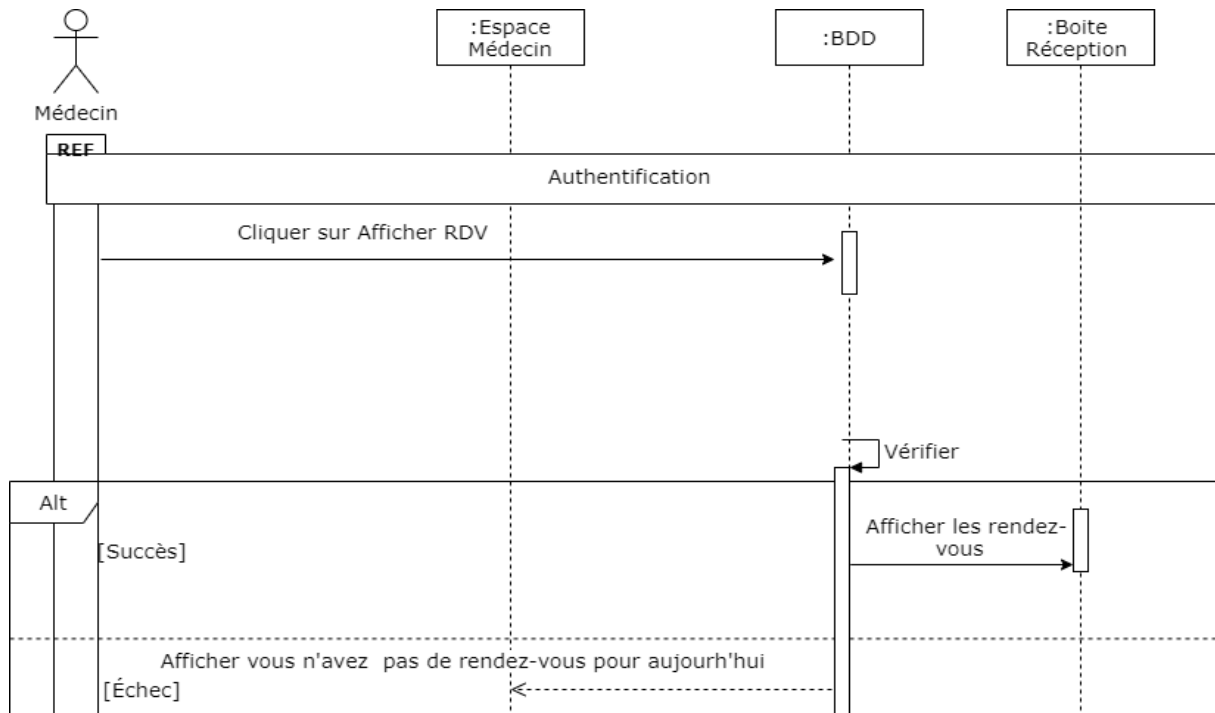 :Espace
Médecin
:BDD
:Boite
Réception
Médecin
REF
Authentification
Cliquer sur Afficher RDV
Vérifier
Alt
Afficher les rendez-
vous
[Succès]
Afficher vous n'avez pas de rendez-vous pour aujourh'hui
[Échec]